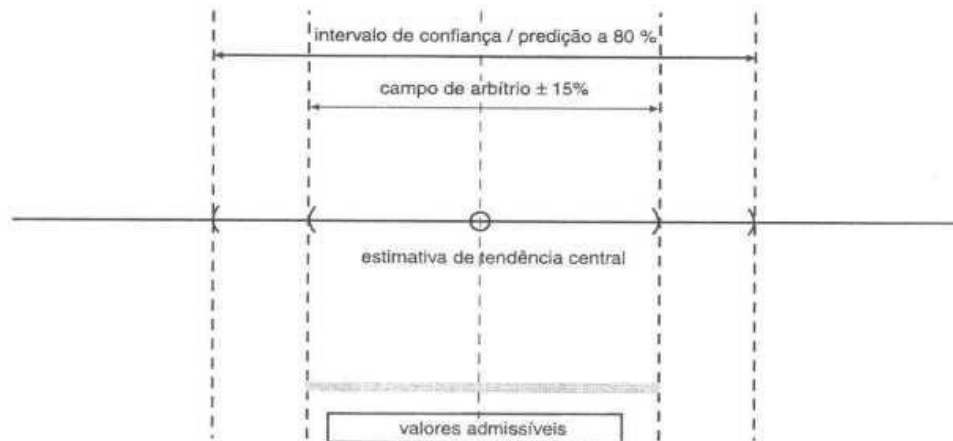 intervalo de confiança / predição a 80 %
campo de arbítrio ± 15%
estimativa de tendência central
valores admissíveis